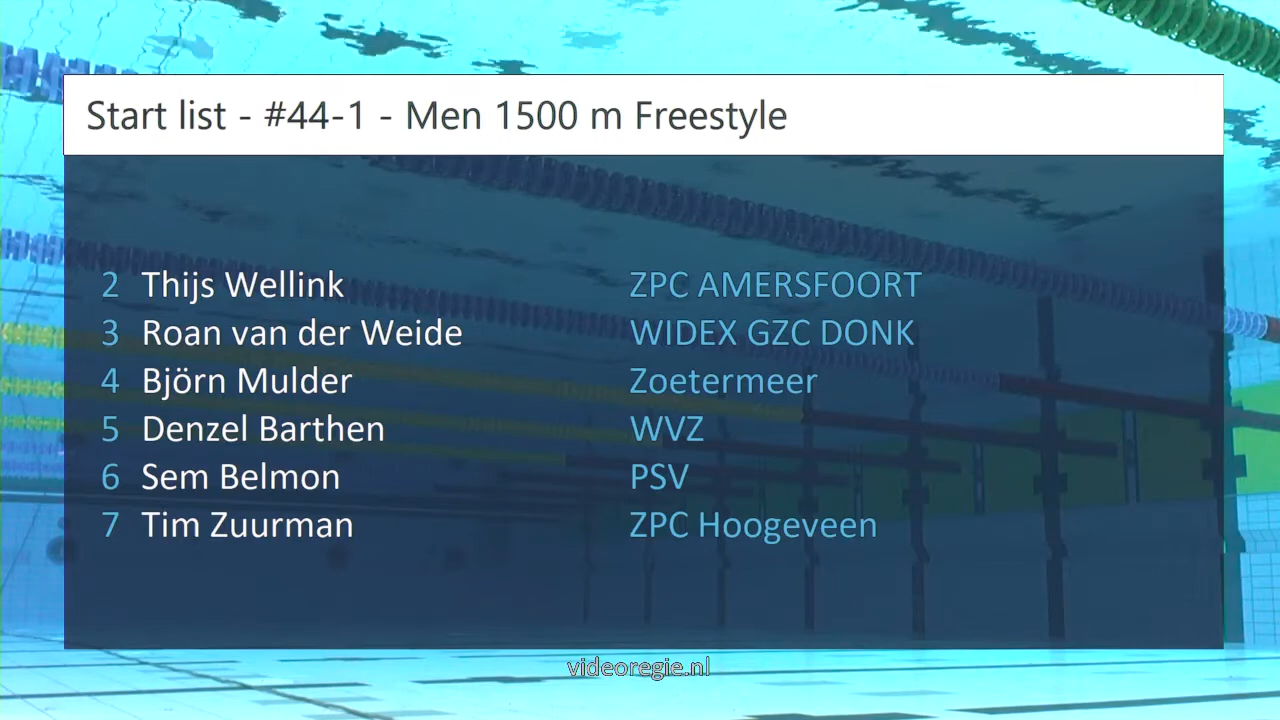 Start list - #44-1 - Men 1500 m Freestyle
2 Thijs Wellink ZPC AMERSFOORT
3 Roan van der Weide WIDEX GZC DONK
4 Björn Mulder Zoetermeer
5 Denzel Barthen WVZ
6 Sem Belmon PSV
7 Tim Zuurman ZPC Hoogeveen
videoregie.nl